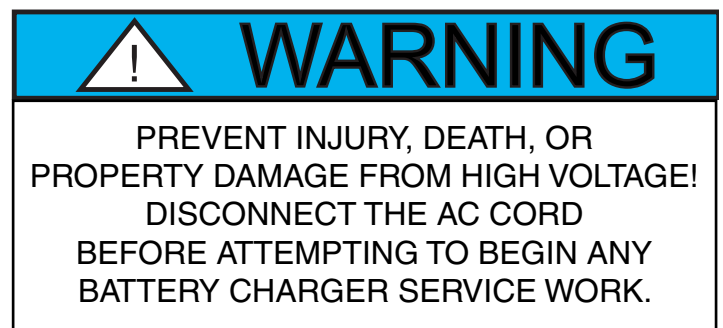 ! WARNING
PREVENT INJURY, DEATH, OR
PROPERTY DAMAGE FROM HIGH VOLTAGE!
DISCONNECT THE AC CORD
BEFORE ATTEMPTING TO BEGIN ANY
BATTERY CHARGER SERVICE WORK.